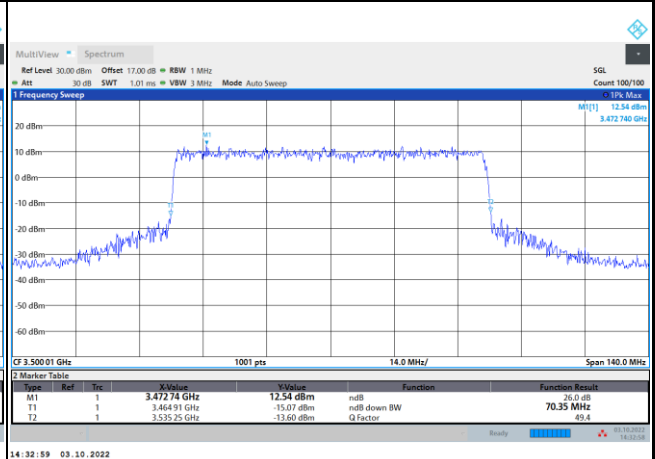 MultiView Spectrum
Ref Level 30.00 dBm Offset 17.00 dB RBW 1 MHz SGL
Att 30 dB SWT 1.01 ms VBW 3 MHz Mode Auto Sweep Count 100/100
1 Frequency Sweep 1Pk Max
M1[1] 12.54 dBm
3.472 740 GHz
20 dBm
M1
10 dBm
0 dBm
-10 dBm
T1 T2
-20 dBm
-30 dBm
-40 dBm
-50 dBm
-60 dBm
CF 3.500 01 GHz 1001 pts 14.0 MHz/ Span 140.0 MHz
2 Marker Table
Type Ref Trc X-Value Y-Value Function Function Result
M1 1 3.472 74 GHz 12.54 dBm ndB 26.0 dB
T1 1 3.464 91 GHz -15.07 dBm ndB down BW 70.35 MHz
T2 1 3.535 25 GHz -13.60 dBm Q Factor 49.4
Ready 03.10.2022
14:32:58
14:32:59 03.10.2022